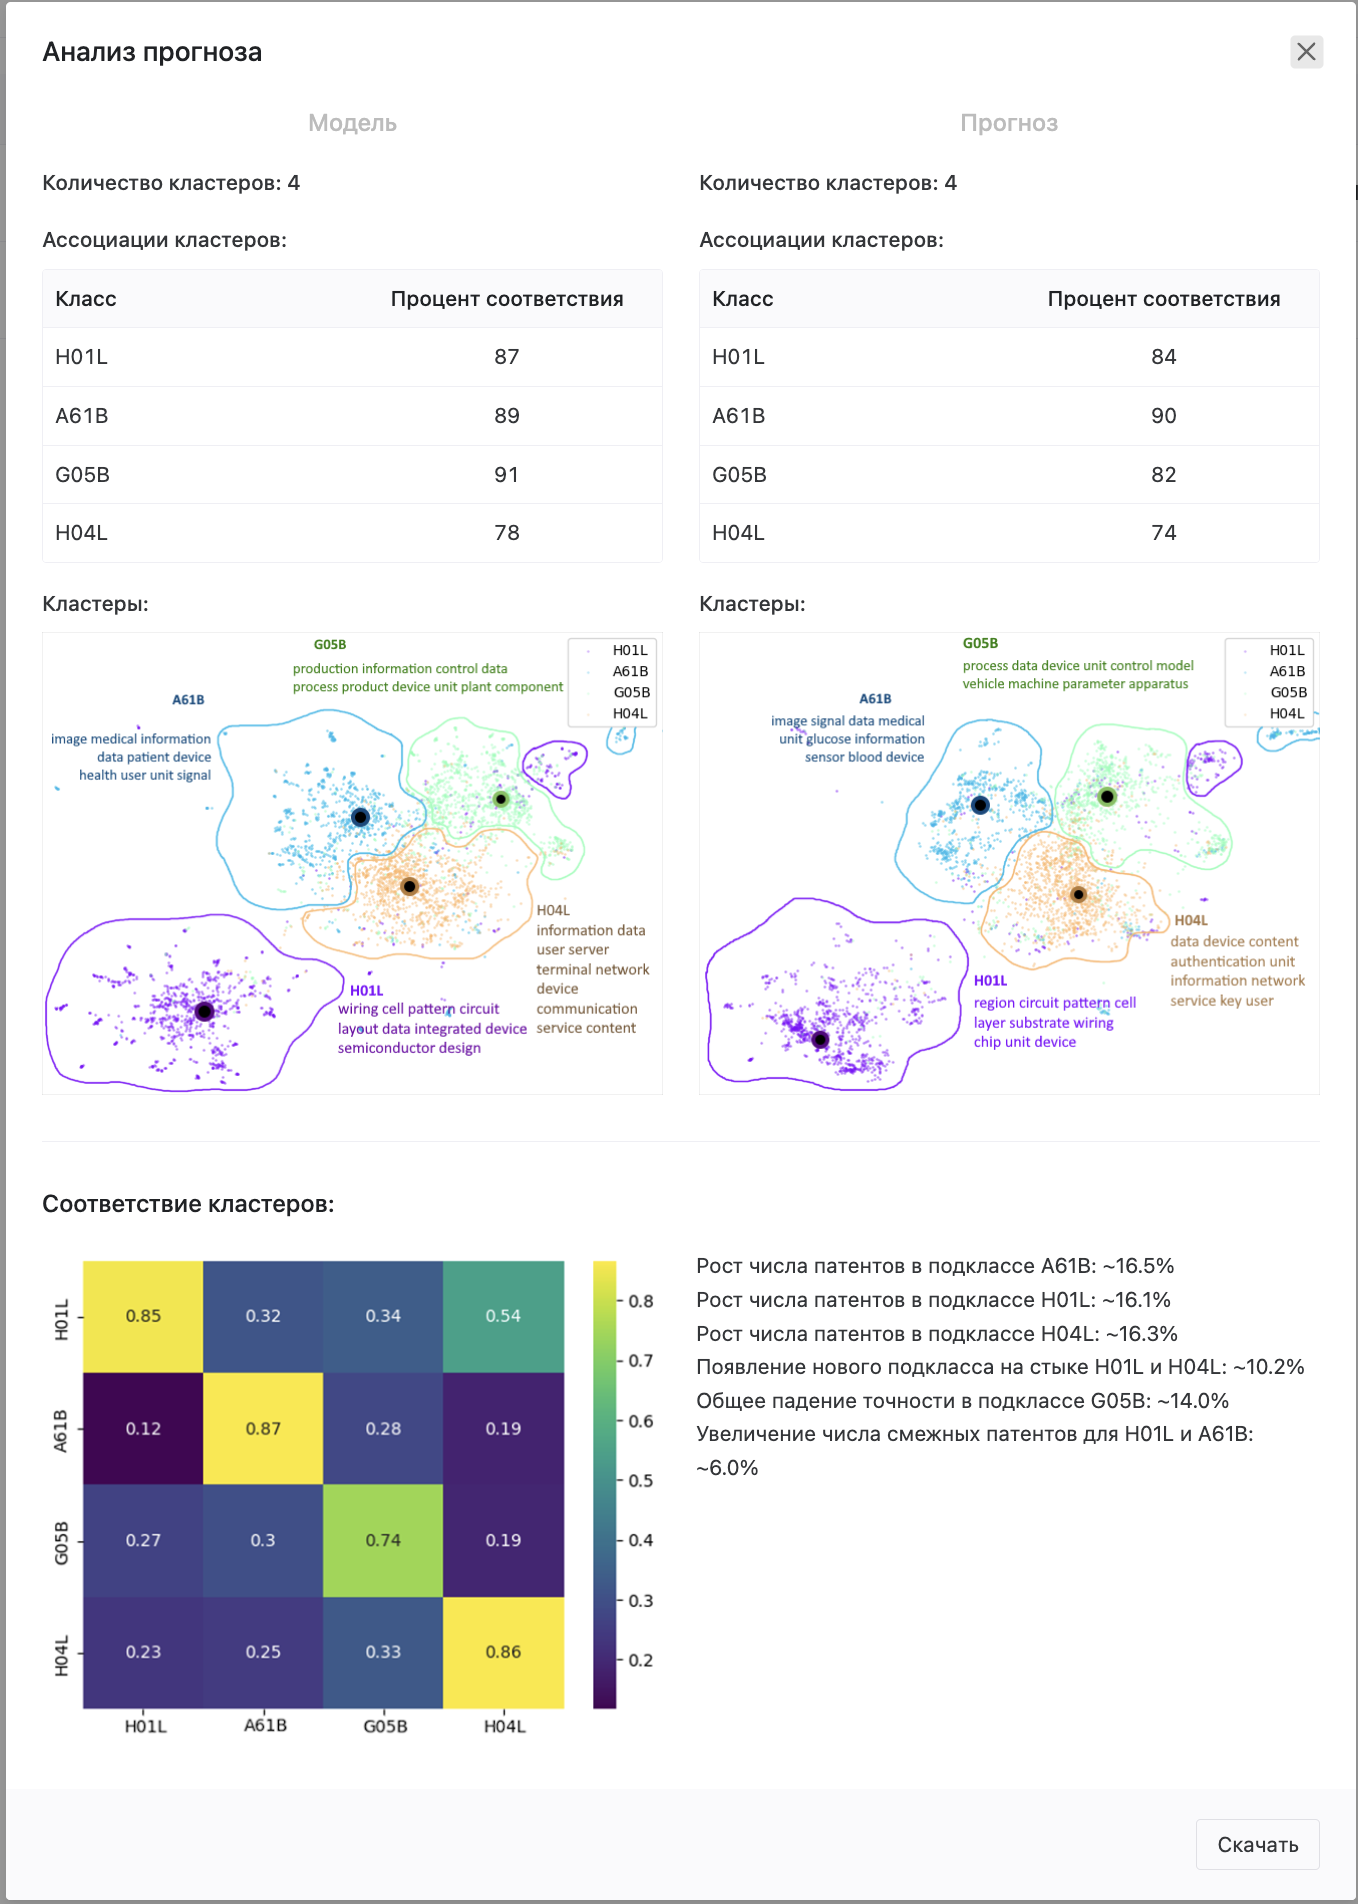 Анализ прогноза
Модель
Прогноз
Количество кластеров: 4
Количество кластеров: 4
Ассоциации кластеров:
Ассоциации кластеров:
Класс Процент соответствия
H01L 87
A61B 89
G05B 91
H04L 78
Класс Процент соответствия
H01L 84
A61B 90
G05B 82
H04L 74
Кластеры:
G05B
production information control data
process product device unit plant component
A61B
image medical information
data patient device
health user unit signal
H01L
A61B
G05B
H04L
H04L
information data
user server
terminal network
device
communication
service content
H01L
wiring cell pattern circuit
layout data integrated device
semiconductor design
Кластеры:
G05B
process data device unit control model
vehicle machine parameter apparatus
A61B
image signal data medical
unit glucose information
sensor blood device
H01L
A61B
G05B
H04L
H04L
data device content
authentication unit
information network
service key user
H01L
region circuit pattern cell
layer substrate wiring
chip unit device
Соответствие кластеров:
H01L 0.85 0.32 0.34 0.54
A61B 0.12 0.87 0.28 0.19
G05B 0.27 0.3 0.74 0.19
H04L 0.23 0.25 0.33 0.86
H01L A61B G05B H04L
0.8
0.7
0.6
0.5
0.4
0.3
0.2
Рост числа патентов в подклассе A61B: ~16.5%
Рост числа патентов в подклассе H01L: ~16.1%
Рост числа патентов в подклассе H04L: ~16.3%
Появление нового подкласса на стыке H01L и H04L: ~10.2%
Общее падение точности в подклассе G05B: ~14.0%
Увеличение числа смежных патентов для H01L и A61B:
~6.0%
Скачать